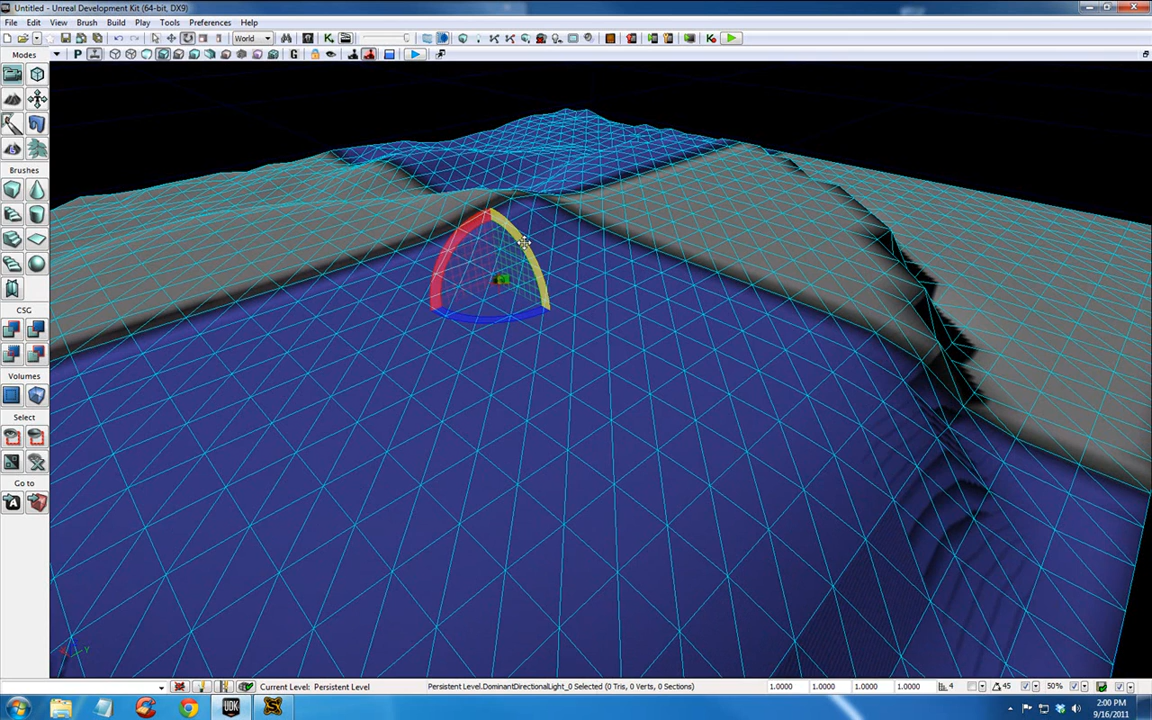 Untitled - Unreal Development Kit (64-bit, DX9)
File Edit View Brush Build Play Tools Preferences Help
World
Modes
P
G
Brushes
CSG
Volumes
Select
Go to
Current Level: Persistent Level
Persistent Level.DominantDirectionalLight_0 Selected (0 Tris, 0 Verts, 0 Sections)
1.0000 1.0000 1.0000 1.0000 4 45 50%
UDK
2:00 PM
9/16/2011